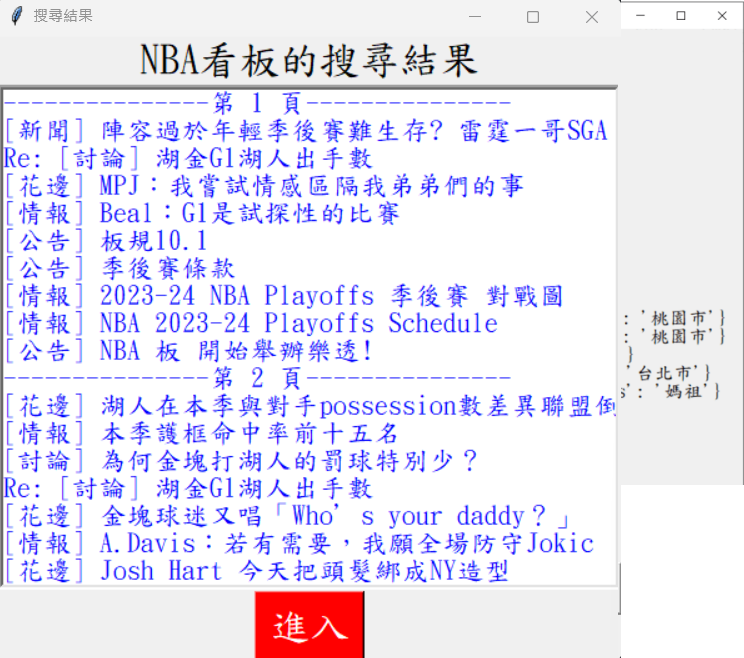 搜尋結果
NBA看板的搜尋結果
---------------第 1 頁---------------
[新聞] 陣容過於年輕季後賽難生存? 雷霆一哥SGA
Re: [討論] 湖金G1湖人出手數
[花邊] MPJ：我嘗試情感區隔我弟弟們的事
[情報] Beal：G1是試探性的比賽
[公告] 板規10.1
[公告] 季後賽條款
[情報] 2023-24 NBA Playoffs 季後賽 對戰圖
[情報] NBA 2023-24 Playoffs Schedule
[公告] NBA 板 開始舉辦樂透!
---------------第 2 頁---------------
[花邊] 湖人在本季與對手possession數差異聯盟倒
[情報] 本季護框命中率前十五名
[討論] 為何金塊打湖人的罰球特別少？
Re: [討論] 湖金G1湖人出手數
[花邊] 金塊球迷又唱「Who’s your daddy？」
[情報] A.Davis：若有需要，我願全場防守Jokic
[花邊] Josh Hart 今天把頭髮綁成NY造型
進入
: '桃園市'}
: '桃園市'}
}
'台北市'}
s': '媽祖'}